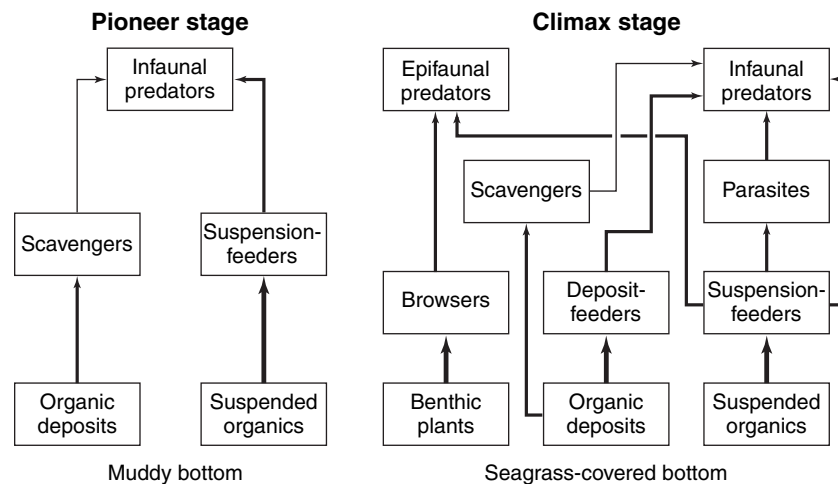 Pioneer stage
Infaunal
predators
Scavengers
Suspension-
feeders
Organic
deposits
Suspended
organics
Muddy bottom
Climax stage
Epifaunal
predators
Infaunal
predators
Scavengers
Parasites
Browsers
Deposit-
feeders
Suspension-
feeders
Benthic
plants
Organic
deposits
Suspended
organics
Seagrass-covered bottom